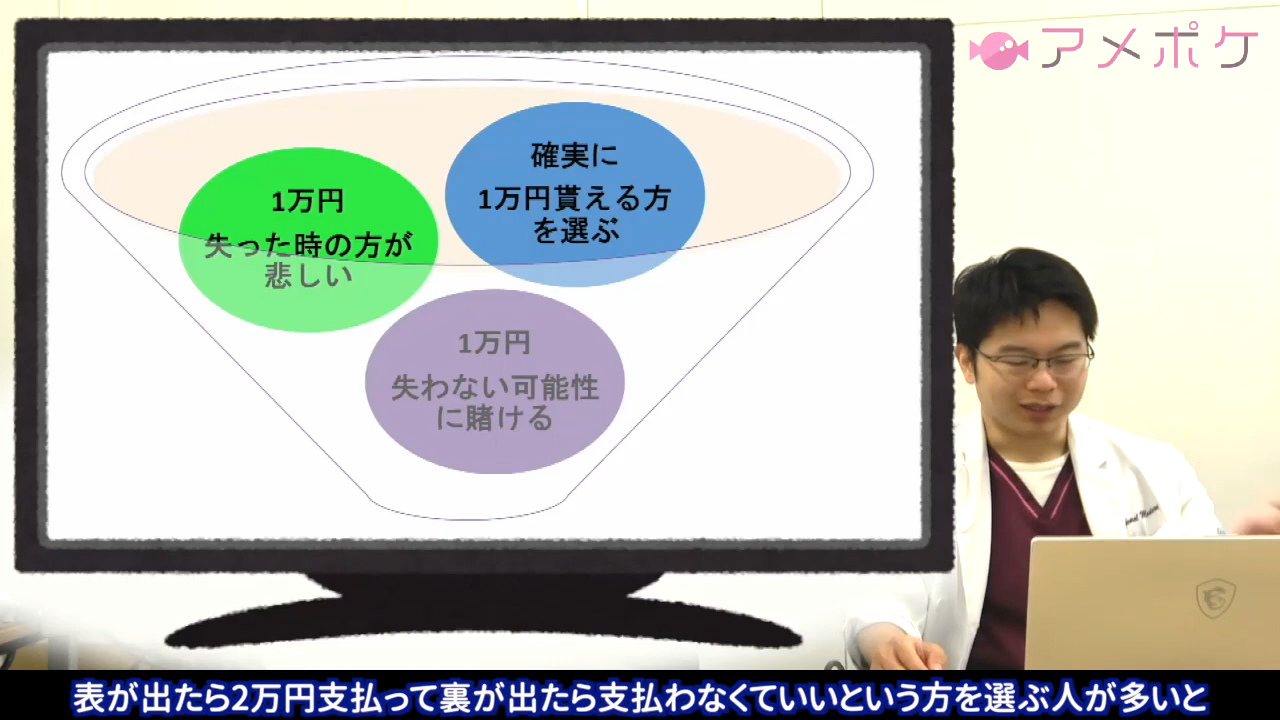 アメポケ
確実に
1万円貰える方
を選ぶ
1万円
失った時の方が
悲しい
1万円
失わない可能性
に賭ける
表が出たら2万円支払って裏が出たら支払わなくていいという方を選ぶ人が多いと